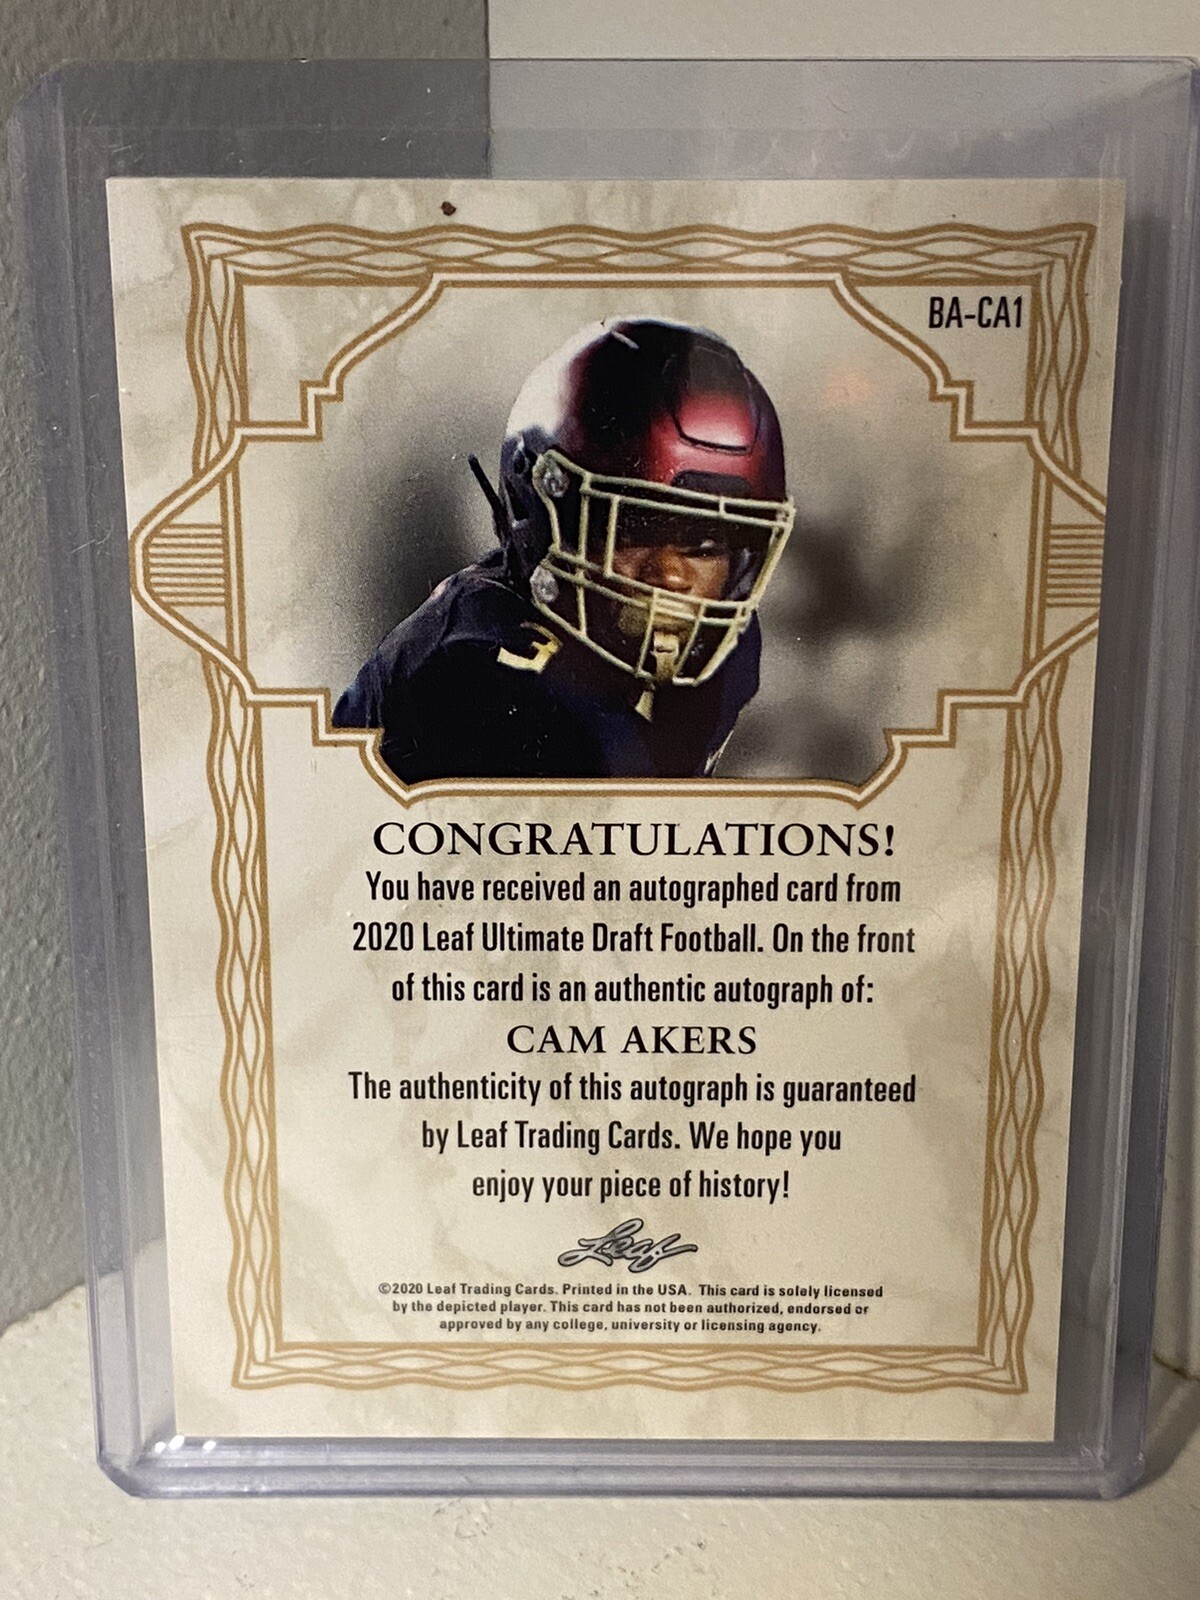 BA-CA1
3
CONGRATULATIONS!
You have received an autographed card from
2020 Leaf Ultimate Draft Football. On the front
of this card is an authentic autograph of:
CAM AKERS
The authenticity of this autograph is guaranteed
by Leaf Trading Cards. We hope you
enjoy your piece of history!
Leaf
©2020 Leaf Trading Cards. Printed in the USA. This card is solely licensed
by the depicted player. This card has not been authorized, endorsed or
approved by any college, university or licensing agency.